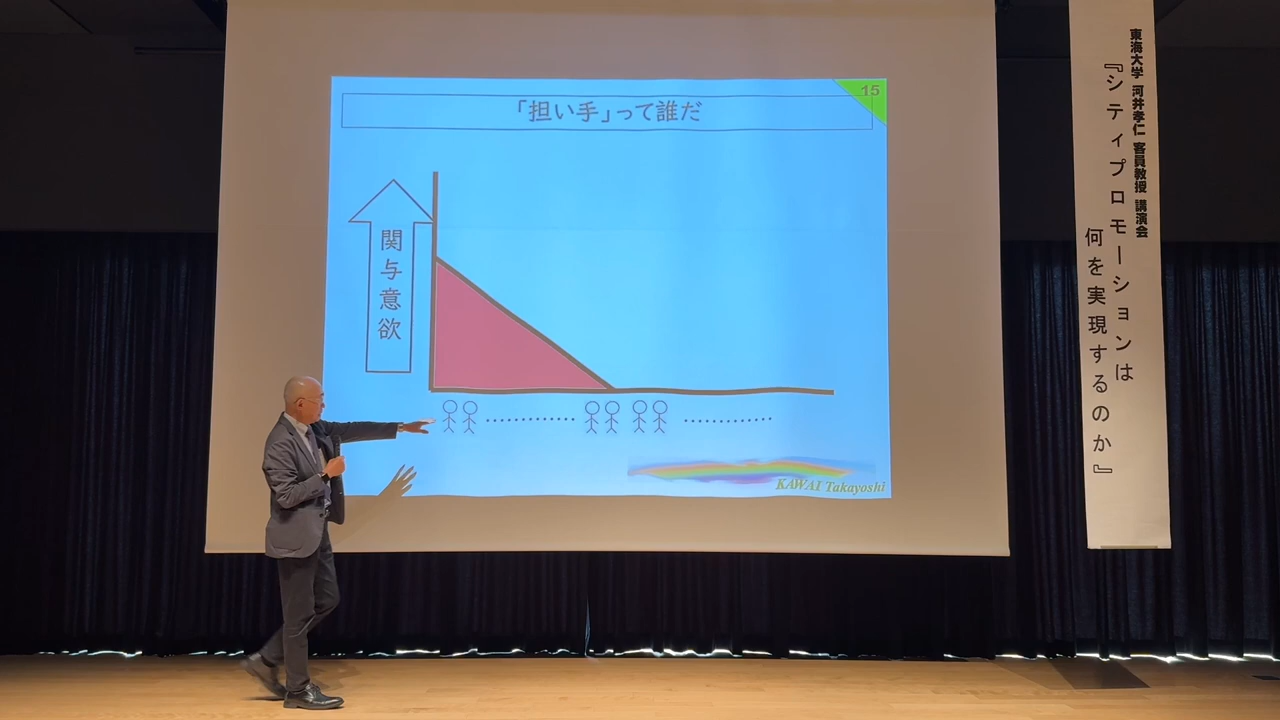 15
「担い手」って誰だ
関与意欲
KAWAI Takayoshi
東海大学 河井孝仁 客員教授 講演会
『シティプロモーションは
何を実現するのか』